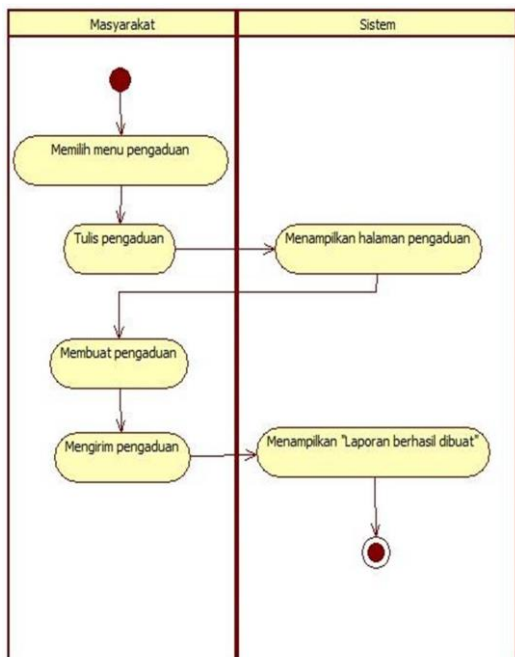 Masyarakat
Sistem
Memilih menu pengaduan
Tulis pengaduan
Menampilkan halaman pengaduan
Membuat pengaduan
Mengirim pengaduan
Menampilkan "Laporan berhasil dibuat"